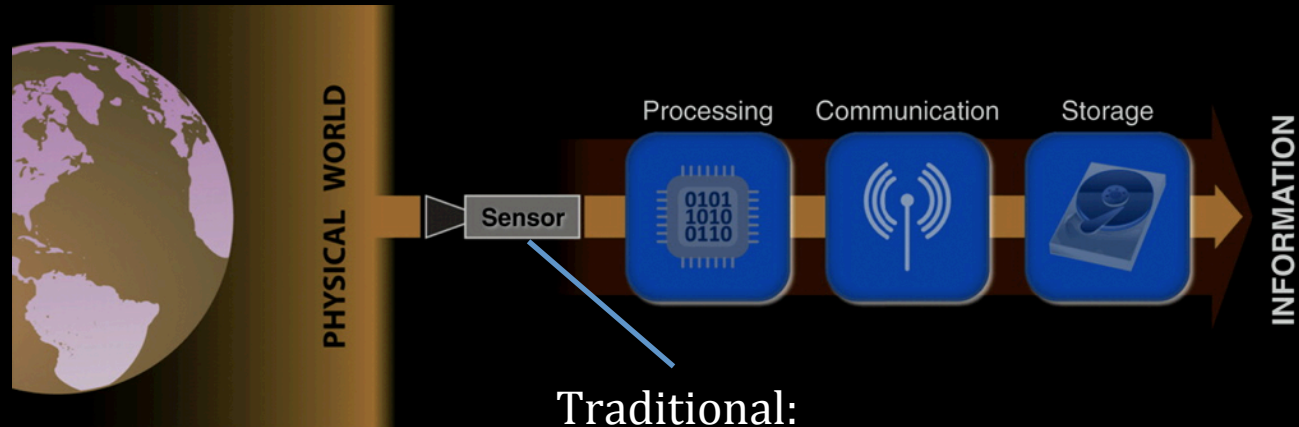 PHYSICAL WORLD
Sensor
Processing
0101
1010
0110
Communication
Storage
INFORMATION
Traditional: